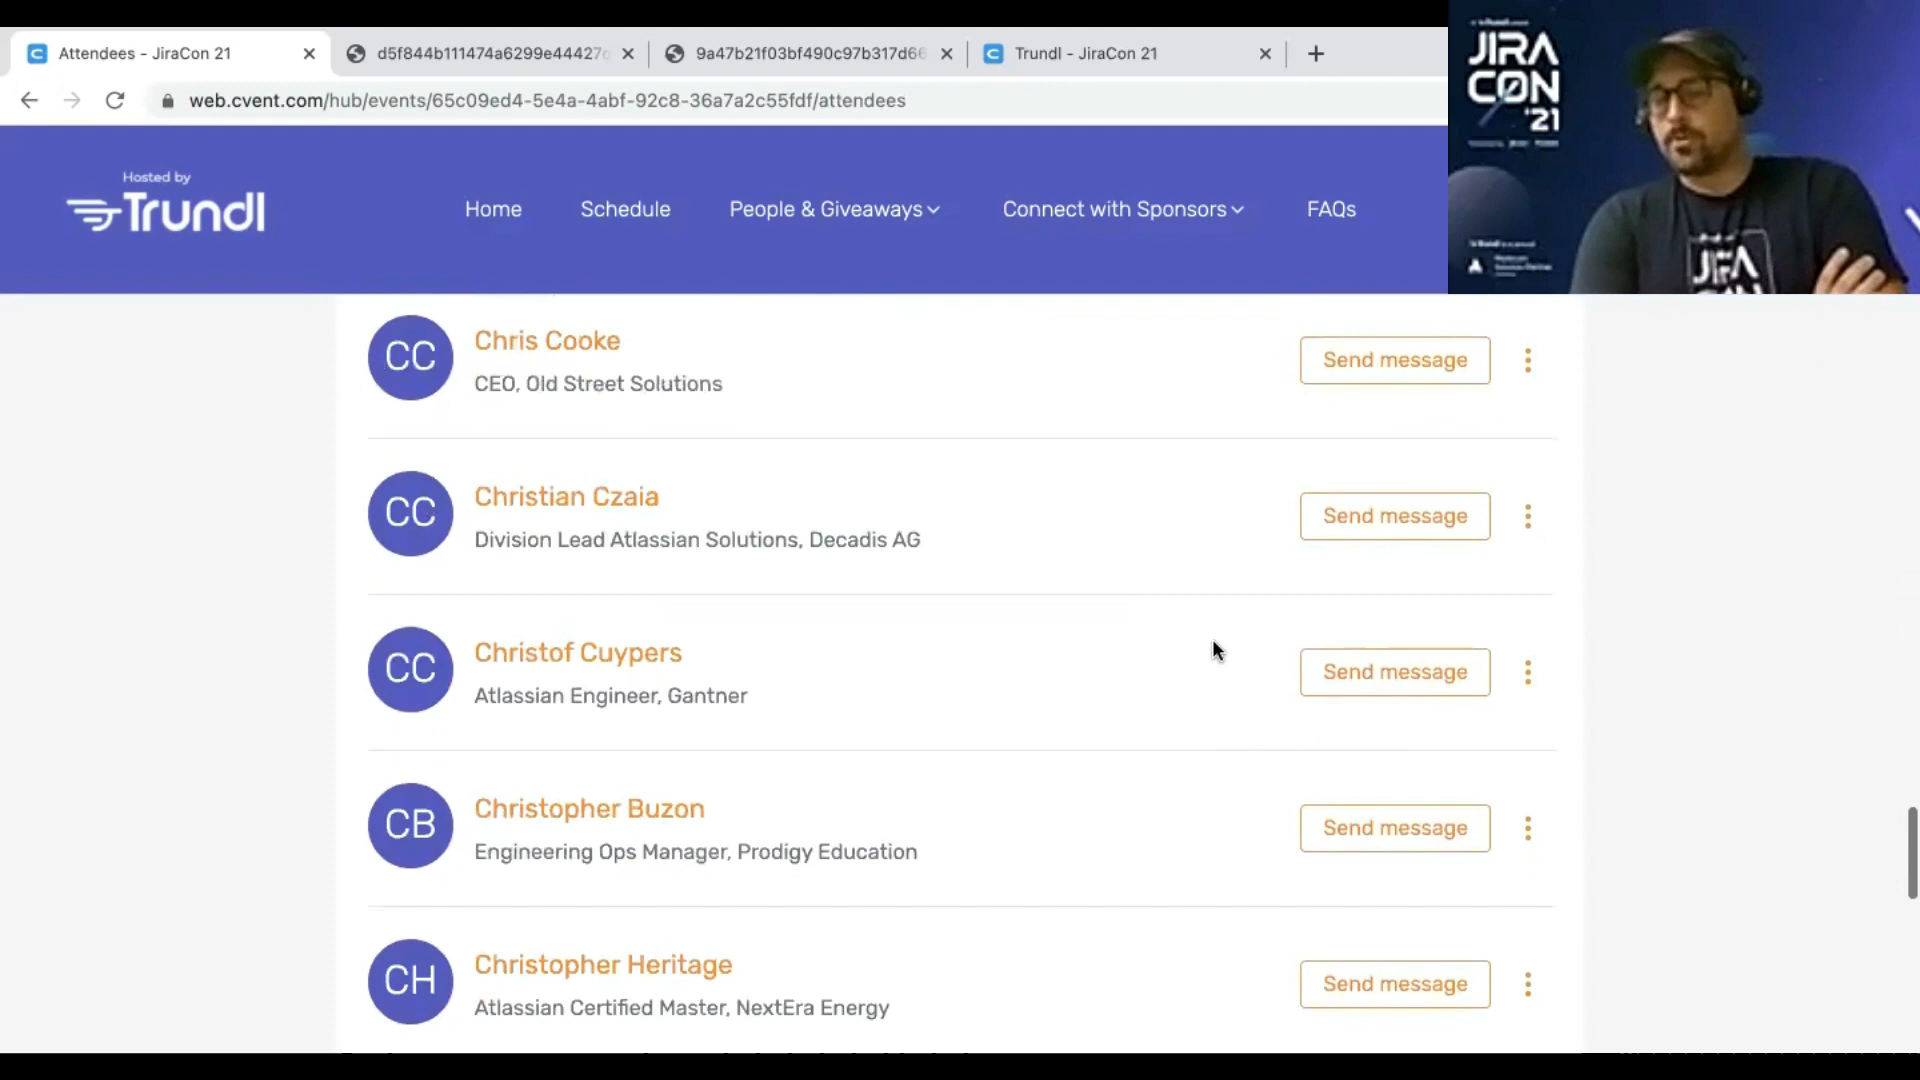 Attendees - JiraCon 21
d5f844b111474a6299e44427
9a47b21f03bf490c97b317d66
Trundl - JiraCon 21
web.cvent.com/hub/events/65c09ed4-5e4a-4abf-92c8-36a7a2c55fdf/attendees
JIRA
CON
'21
Hosted by
Trundl
Home
Schedule
People & Giveaways
Connect with Sponsors
FAQs
JIRA
CON
CC
Chris Cooke
CEO, Old Street Solutions
Send message
CC
Christian Czaia
Division Lead Atlassian Solutions, Decadis AG
Send message
CC
Christof Cuypers
Atlassian Engineer, Gantner
Send message
CB
Christopher Buzon
Engineering Ops Manager, Prodigy Education
Send message
CH
Christopher Heritage
Atlassian Certified Master, NextEra Energy
Send message